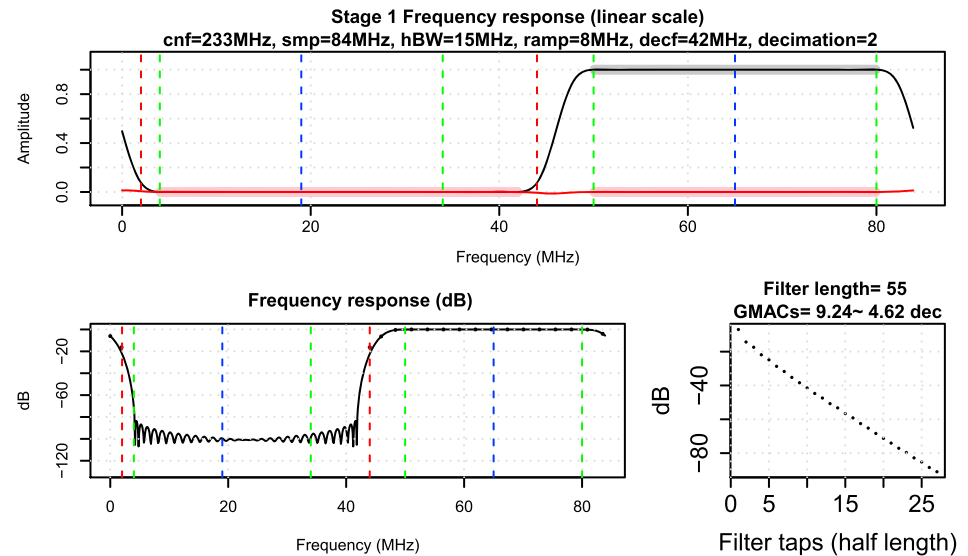 Stage 1 Frequency response (linear scale)
cnf=233MHz, smp=84MHz, hBW=15MHz, ramp=8MHz, decf=42MHz, decimation=2
Amplitude
0.0 0.4 0.8
0 20 40 60 80
Frequency (MHz)
Frequency response (dB)
dB
−120 −60 −20
0 20 40 60 80
Frequency (MHz)
Filter length= 55
GMACs= 9.24~ 4.62 dec
dB
−80 −40
0 5 15 25
Filter taps (half length)